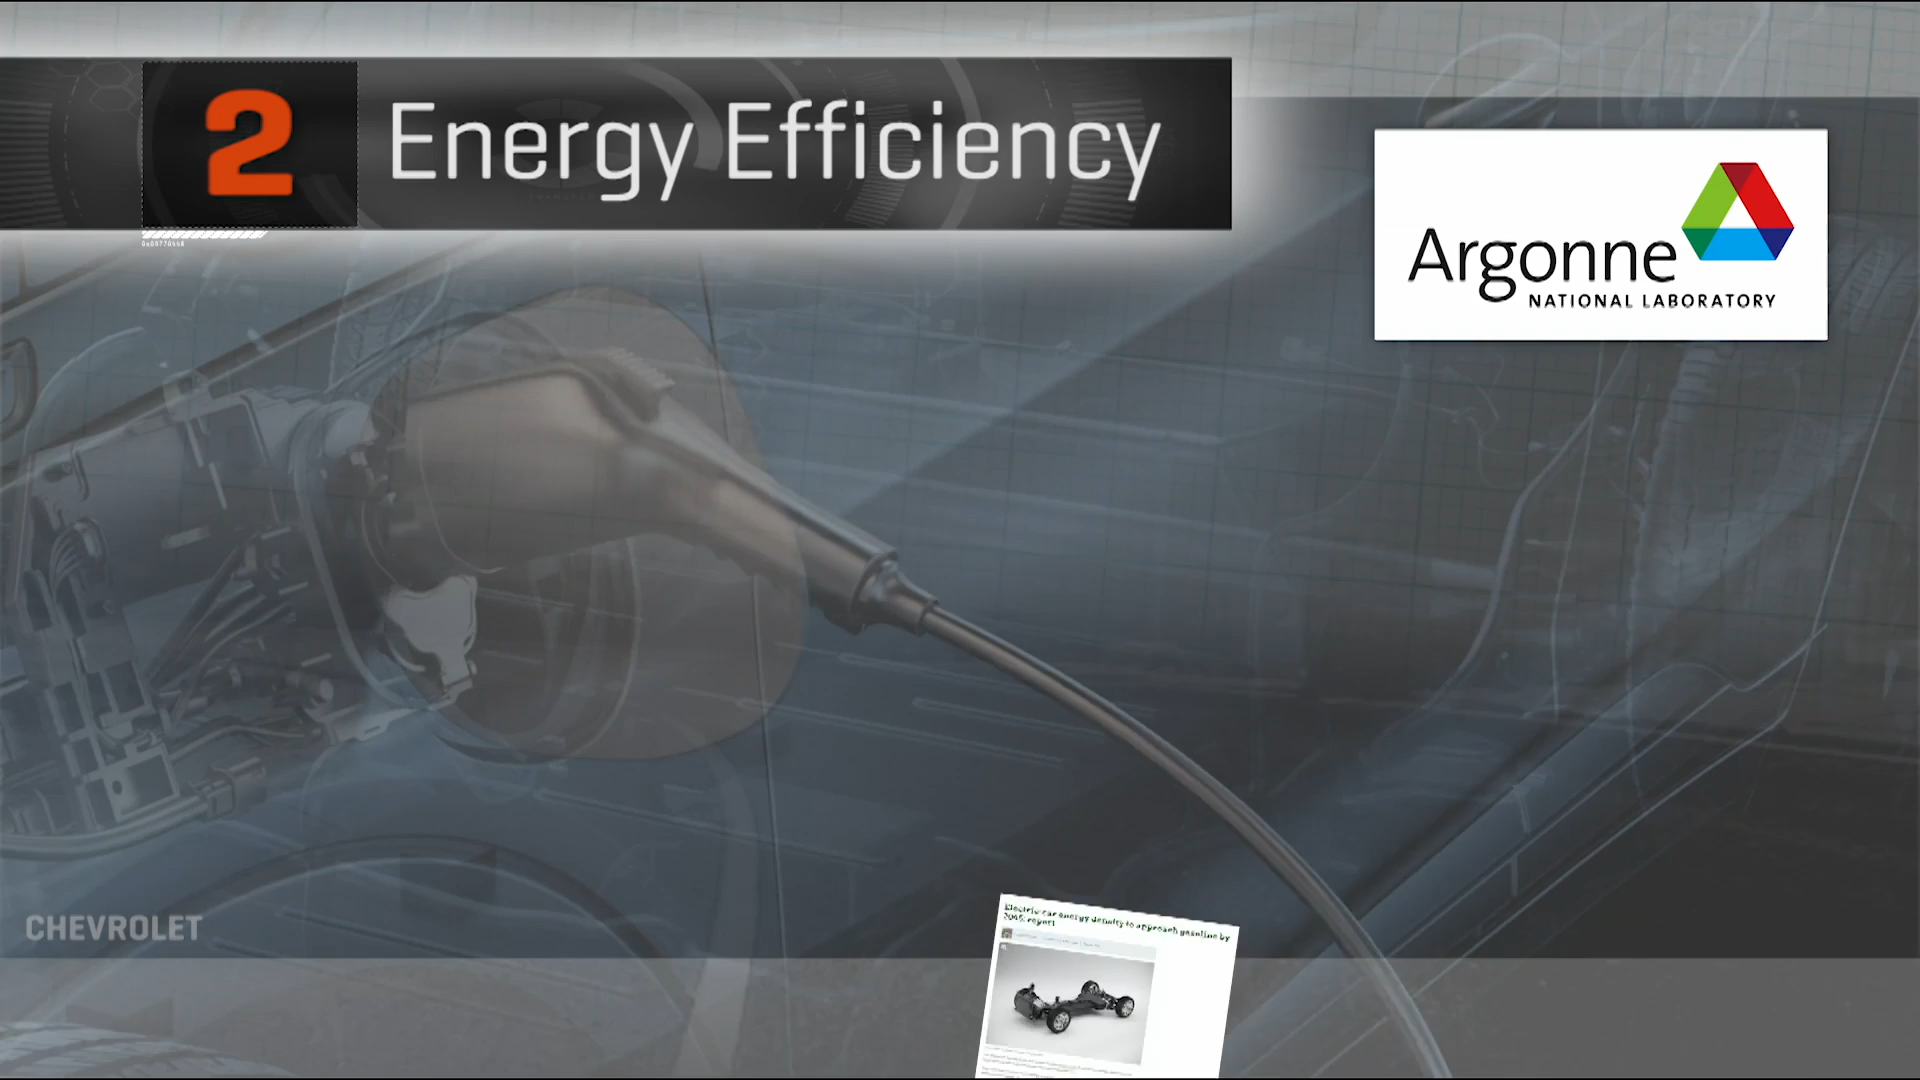 2 Energy Efficiency
Argonne
NATIONAL LABORATORY
CHEVROLET
Electric car energy density to approach gasoline by
2045: report